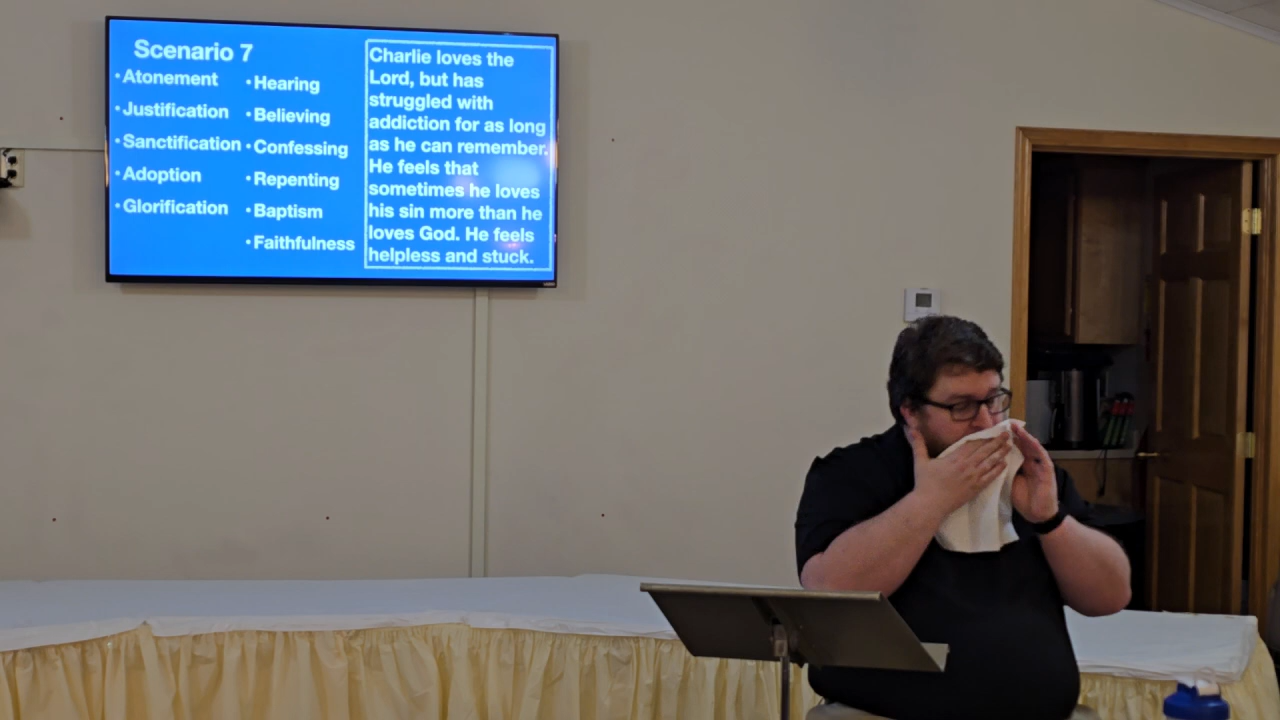 Scenario 7
• Atonement
• Justification
• Sanctification
• Adoption
• Glorification
• Hearing
• Believing
• Confessing
• Repenting
• Baptism
• Faithfulness
Charlie loves the
Lord, but has
struggled with
addiction for as long
as he can remember.
He feels that
sometimes he loves
his sin more than he
loves God. He feels
helpless and stuck.